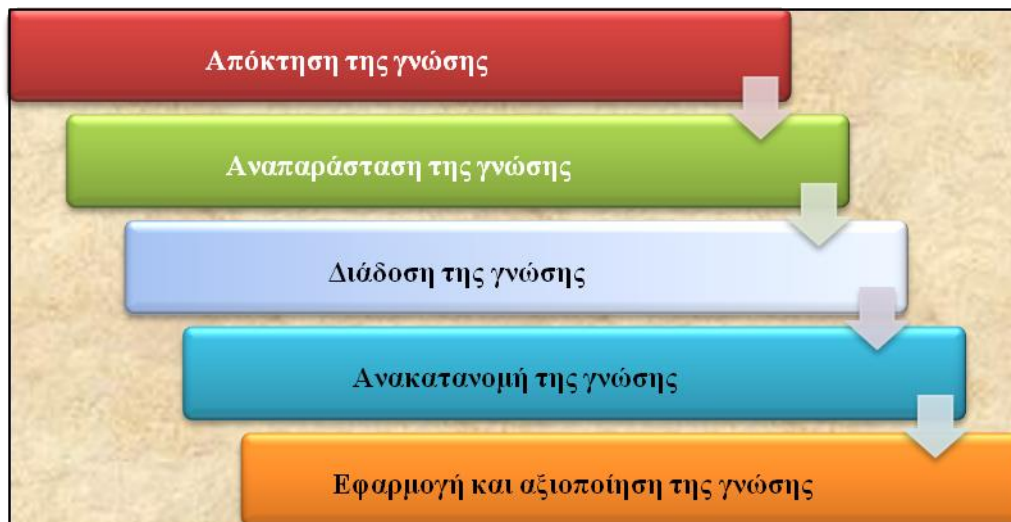 Απόκτηση της γνώσης
Αναπαράσταση της γνώσης
Διάδοση της γνώσης
Ανακατανομή της γνώσης
Εφαρμογή και αξιοποίηση της γνώσης